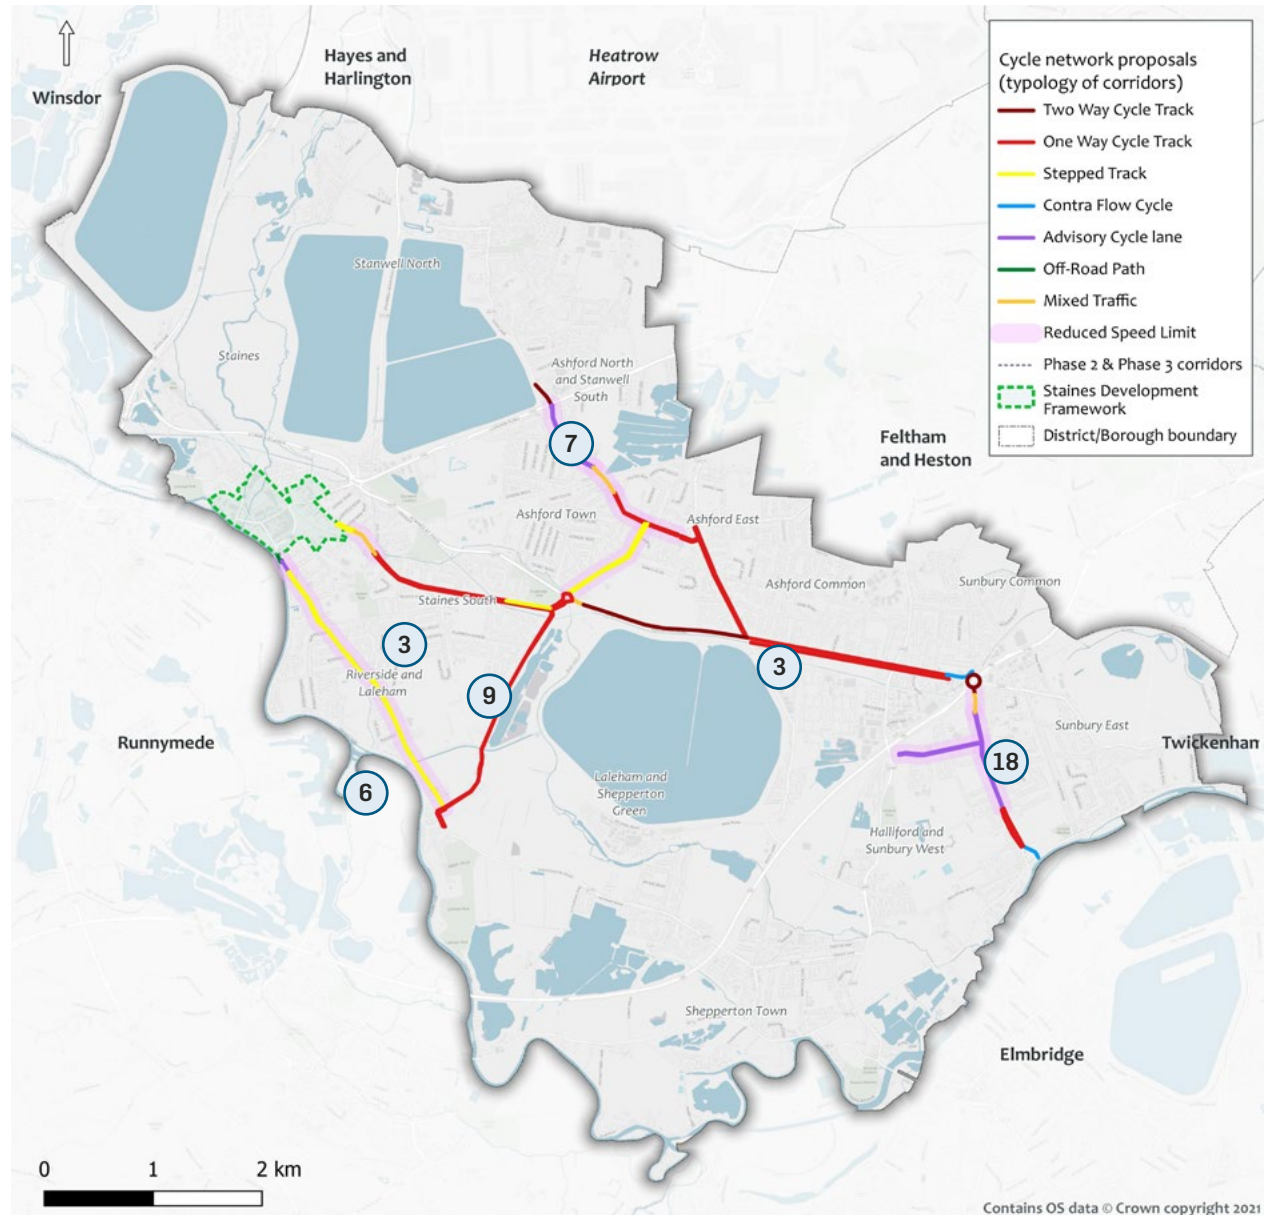 Hayes and
Harlington
Heatrow
Airport
Winsdor
Cycle network proposals
(typology of corridors)
Two Way Cycle Track
One Way Cycle Track
Stepped Track
Contra Flow Cycle
Advisory Cycle lane
Off-Road Path
Mixed Traffic
Reduced Speed Limit
Phase 2 & Phase 3 corridors
Staines Development
Framework
District/Borough boundary
Stanwell North
Staines
Ashford North
and Stanwell
South
7
Feltham
and Heston
Ashford Town
Ashford East
Ashford Common
Sunbury Common
Staines South
3
Riverside and
Laleham
9
3
Runnymede
Sunbury East
Twickenham
18
6
Laleham and
Shepperton
Green
Halliford and
Sunbury West
Shepperton Town
Elmbridge
0 1 2 km
Contains OS data © Crown copyright 2021